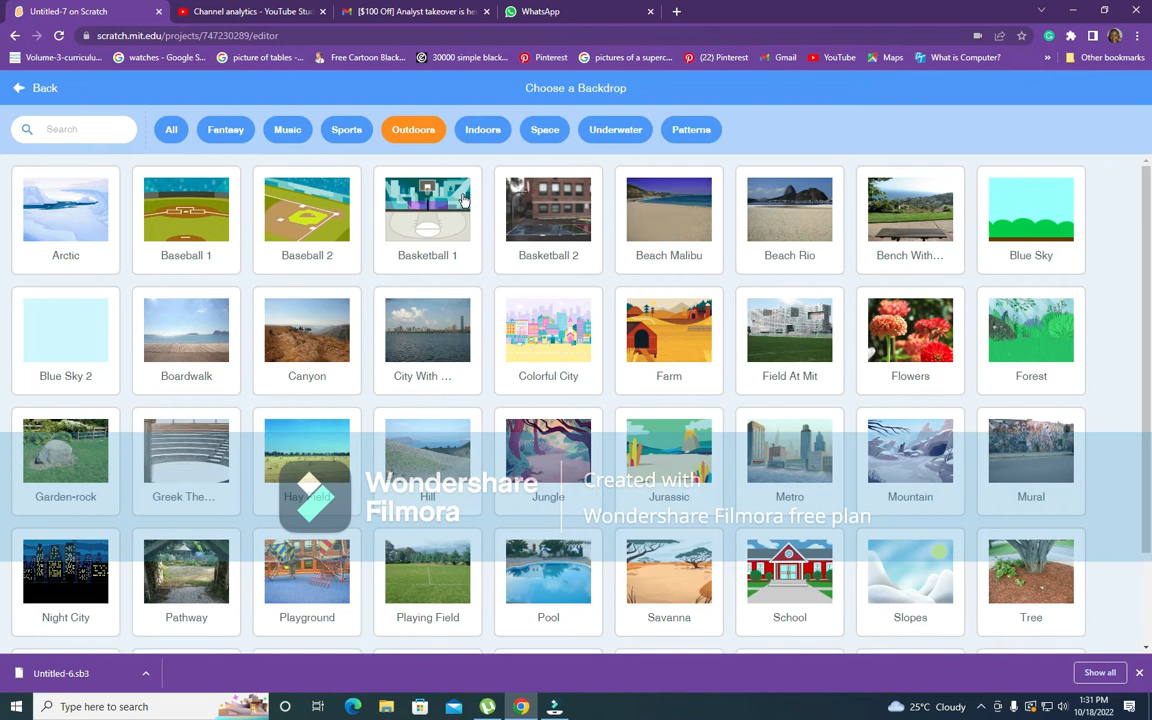 Untitled-7 on Scratch
Channel analytics - YouTube Stu
[$100 Off] Analyst takeover is he
WhatsApp
scratch.mit.edu/projects/747230289/editor
Volume-3-curriculu...
watches - Google S...
picture of tables -...
Free Cartoon Black...
30000 simple black...
Pinterest
pictures of a superc...
(22) Pinterest
Gmail
YouTube
Maps
What is Computer?
»
Other bookmarks
Back
Choose a Backdrop
Search
All
Fantasy
Music
Sports
Outdoors
Indoors
Space
Underwater
Patterns
Arctic
Baseball 1
Baseball 2
Basketball 1
Basketball 2
Beach Malibu
Beach Rio
Bench With...
Blue Sky
Blue Sky 2
Boardwalk
Canyon
City With ...
Colorful City
Farm
Field At Mit
Flowers
Forest
Garden-rock
Greek The...
Hay Field
Hill
Jungle
Jurassic
Metro
Mountain
Mural
Wondershare
Filmora
Created with
Wondershare Filmora free plan
Night City
Pathway
Playground
Playing Field
Pool
Savanna
School
Slopes
Tree
Untitled-6.sb3
Show all
Type here to search
25°C Cloudy
1:31 PM
10/18/2022